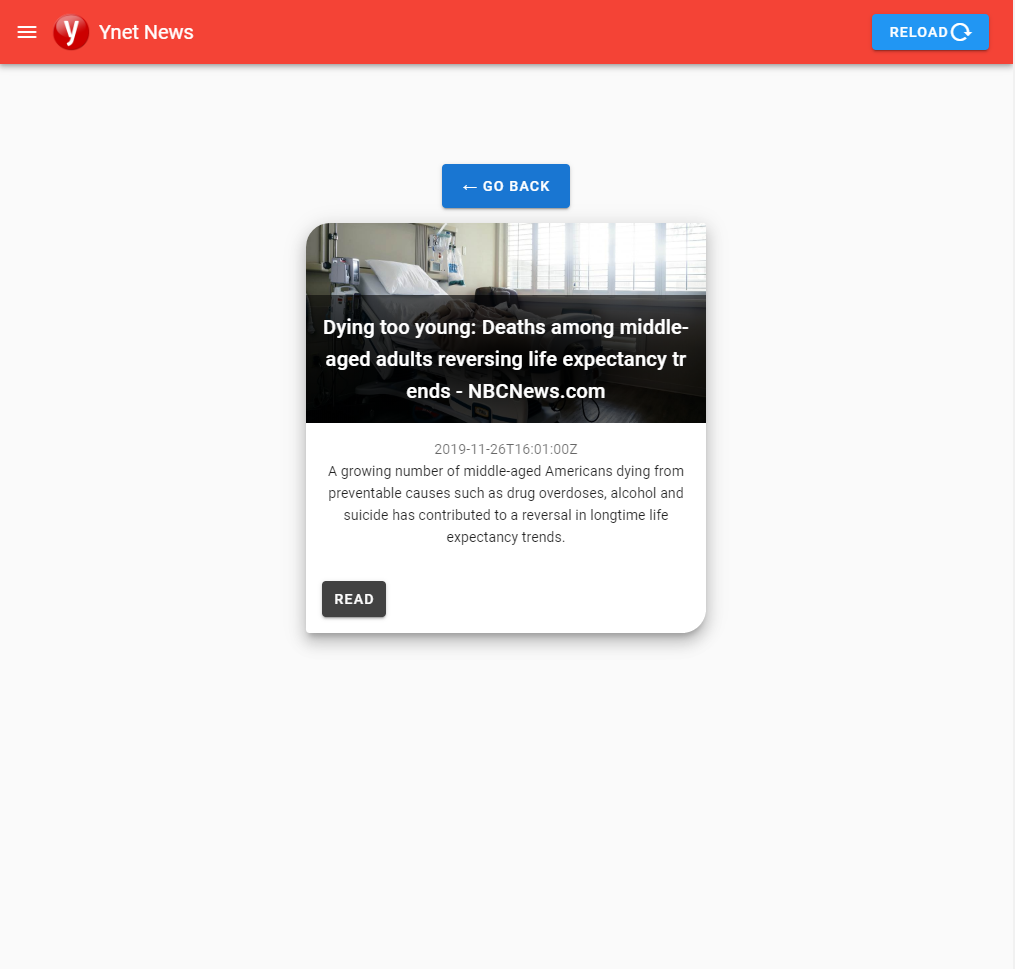 y Ynet News
RELOAD
← GO BACK
Dying too young: Deaths among middle-
aged adults reversing life expectancy tr
ends - NBCNews.com
2019-11-26T16:01:00Z
A growing number of middle-aged Americans dying from
preventable causes such as drug overdoses, alcohol and
suicide has contributed to a reversal in longtime life
expectancy trends.
READ